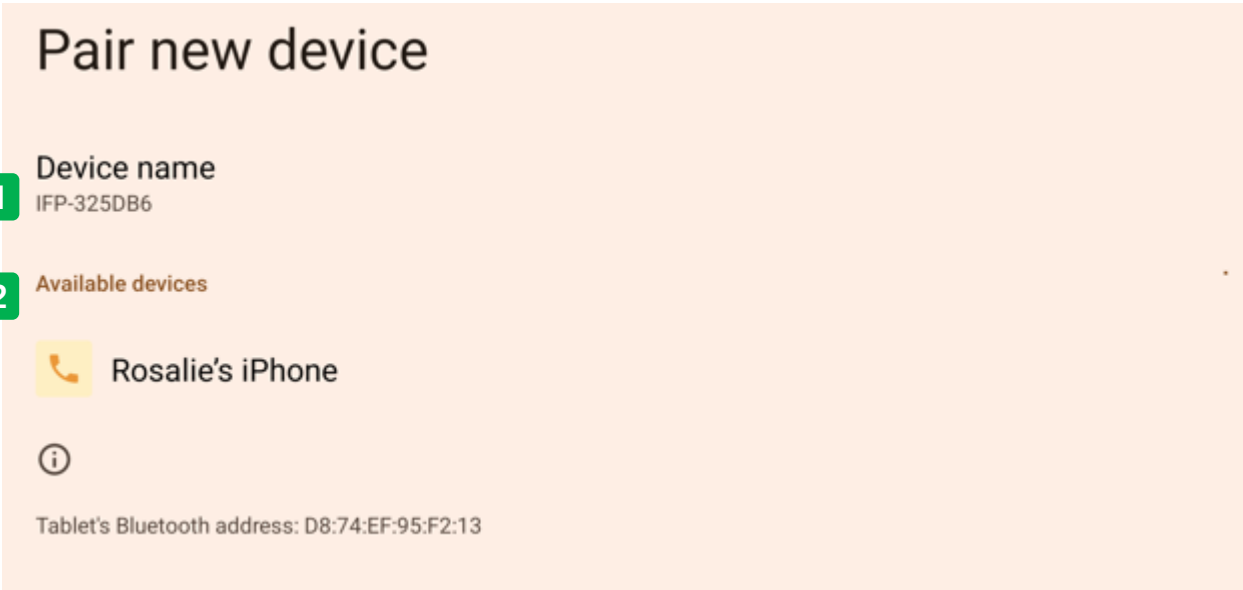 Pair new device
Device name
1
IFP-325DB6
Available devices
2
Rosalie's iPhone
Tablet's Bluetooth address: D8:74:EF:95:F2:13